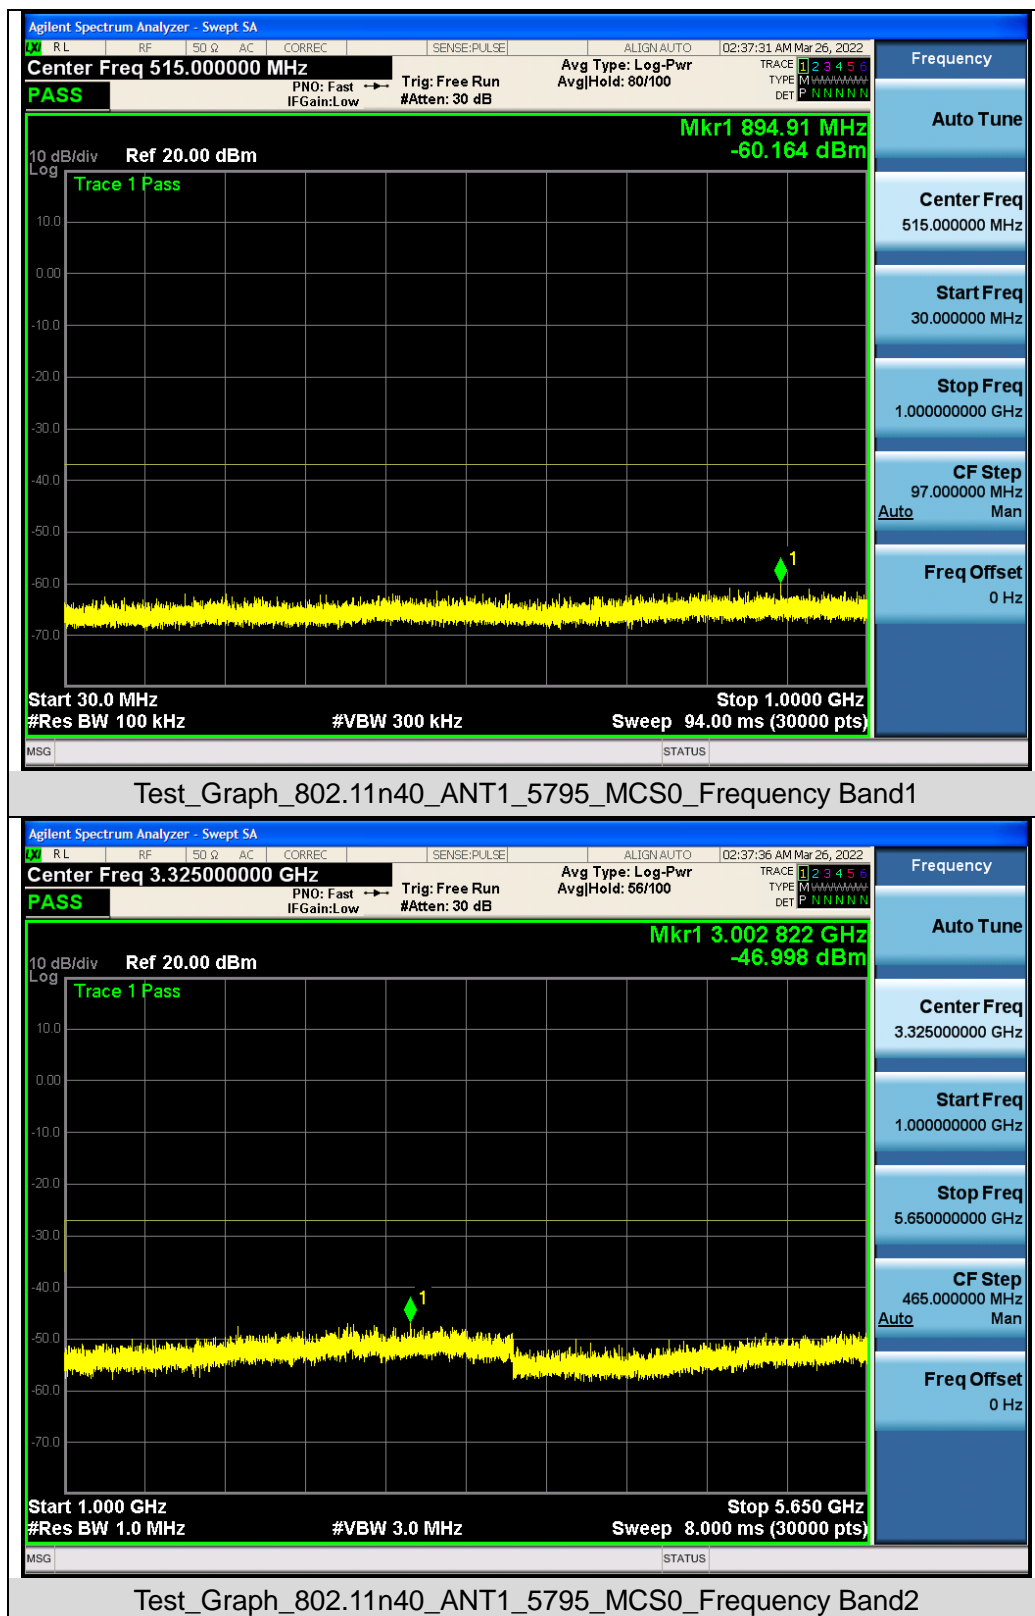 Agilent Spectrum Analyzer - Swept SA
LXI RL RF 50 Ω AC CORREC SENSE:PULSE ALIGN AUTO 02:37:31 AM Mar 26, 2022
Center Freq 515.000000 MHz
PNO: Fast
IFGain:Low
Trig: Free Run
#Atten: 30 dB
Avg Type: Log-Pwr
Avg|Hold: 80/100
TRACE 1 2 3 4 5 6
TYPE M
DET P N N N N N
PASS
Mkr1 894.91 MHz
-60.164 dBm
10 dB/div Ref 20.00 dBm
Log
Trace 1 Pass
10.0
0.00
-10.0
-20.0
-30.0
-40.0
-50.0
-60.0
-70.0
1
Start 30.0 MHz Stop 1.0000 GHz
#Res BW 100 kHz #VBW 300 kHz Sweep 94.00 ms (30000 pts)
MSG STATUS
Frequency
Auto Tune
Center Freq
515.000000 MHz
Start Freq
30.000000 MHz
Stop Freq
1.000000000 GHz
CF Step
97.000000 MHz
Auto Man
Freq Offset
0 Hz
Test_Graph_802.11n40_ANT1_5795_MCS0_Frequency Band1
Agilent Spectrum Analyzer - Swept SA
LXI RL RF 50 Ω AC CORREC SENSE:PULSE ALIGN AUTO 02:37:36 AM Mar 26, 2022
Center Freq 3.325000000 GHz
PNO: Fast
IFGain:Low
Trig: Free Run
#Atten: 30 dB
Avg Type: Log-Pwr
Avg|Hold: 56/100
TRACE 1 2 3 4 5 6
TYPE M
DET P N N N N N
PASS
Mkr1 3.002 822 GHz
-46.998 dBm
10 dB/div Ref 20.00 dBm
Log
Trace 1 Pass
10.0
0.00
-10.0
-20.0
-30.0
-40.0
-50.0
-60.0
-70.0
1
Start 1.000 GHz Stop 5.650 GHz
#Res BW 1.0 MHz #VBW 3.0 MHz Sweep 8.000 ms (30000 pts)
MSG STATUS
Frequency
Auto Tune
Center Freq
3.325000000 GHz
Start Freq
1.000000000 GHz
Stop Freq
5.650000000 GHz
CF Step
465.000000 MHz
Auto Man
Freq Offset
0 Hz
Test_Graph_802.11n40_ANT1_5795_MCS0_Frequency Band2